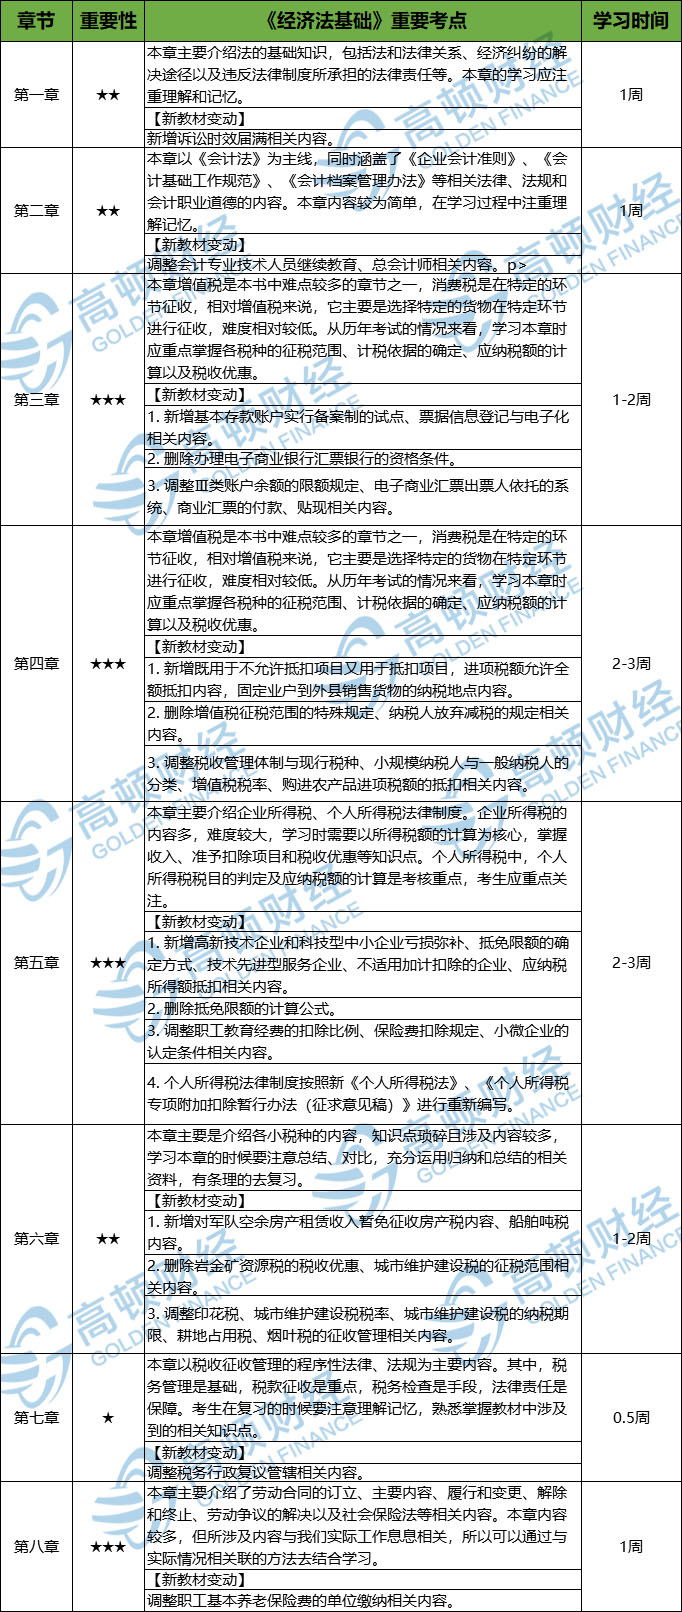 章节 重要性 《经济法基础》重要考点 学习时间
第一章 ★★ 1周
本章主要介绍法的基础知识，包括法和法律关系、经济纠纷的解
决途径以及违反法律制度所承担的法律责任等。本章的学习应注
重理解和记忆。
【新教材变动】
新增诉讼时效届满相关内容。
第二章 ★★ 1周
本章以《会计法》为主线，同时涵盖了《企业会计准则》、《会
计基础工作规范》、《会计档案管理办法》等相关法律、法规和
会计职业道德的内容。本章内容较为简单，在学习过程中注重理
解记忆。
【新教材变动】
调整会计专业技术人员继续教育、总会计师相关内容。p>
第三章 ★★★ 1-2周
本章增值税是本书中难点较多的章节之一，消费税是在特定的环
节征收，相对增值税来说，它主要是选择特定的货物在特定环节
进行征收，难度相对较低。从历年考试的情况来看，学习本章时
应重点掌握各税种的征税范围、计税依据的确定、应纳税额的计
算以及税收优惠。
【新教材变动】
1. 新增基本存款账户实行备案制的试点、票据信息登记与电子化
相关内容。
2. 删除办理电子商业银行汇票银行的资格条件。
3. 调整Ⅲ类账户余额的限额规定、电子商业汇票出票人依托的系
统、商业汇票的付款、贴现相关内容。
第四章 ★★★ 2-3周
本章增值税是本书中难点较多的章节之一，消费税是在特定的环
节征收，相对增值税来说，它主要是选择特定的货物在特定环节
进行征收，难度相对较低。从历年考试的情况来看，学习本章时
应重点掌握各税种的征税范围、计税依据的确定、应纳税额的计
算以及税收优惠。
【新教材变动】
1. 新增既用于不允许抵扣项目又用于抵扣项目，进项税额允许全
额抵扣内容，固定业户到外县销售货物的纳税地点内容。
2. 删除增值税征税范围的特殊规定、纳税人放弃减税的规定相关
内容。
3. 调整税收管理体制与现行税种、小规模纳税人与一般纳税人的
分类、增值税税率、购进农产品进项税额的抵扣相关内容。
第五章 ★★★ 2-3周
本章主要介绍企业所得税、个人所得税法律制度。企业所得税的
内容多，难度较大，学习时需要以所得税额的计算为核心，掌握
收入、准予扣除项目和税收优惠等知识点。个人所得税中，个人
所得税税目的判定及应纳税额的计算是考核重点，考生应重点关
注。
【新教材变动】
1. 新增高新技术企业和科技型中小企业亏损弥补、抵免限额的确
定方式、技术先进型服务企业、不适用加计扣除的企业、应纳税
所得额抵扣相关内容。
2. 删除抵免限额的计算公式。
3. 调整职工教育经费的扣除比例、保险费扣除规定、小微企业的
认定条件相关内容。
4. 个人所得税法律制度按照新《个人所得税法》、《个人所得税
专项附加扣除暂行办法（征求意见稿）》进行重新编写。
第六章 ★★ 1-2周
本章主要是介绍各小税种的内容，知识点琐碎且涉及内容较多，
学习本章的时候要注意总结、对比，充分运用归纳和总结的相关
资料，有条理的去复习。
【新教材变动】
1. 新增对军队空余房产租赁收入暂免征收房产税内容、船舶吨税
内容。
2. 删除岩金矿资源税的税收优惠、城市维护建设税的征税范围相
关内容。
3. 调整印花税、城市维护建设税税率、城市维护建设税的纳税期
限、耕地占用税、烟叶税的征收管理相关内容。
第七章 ★ 0.5周
本章以税收征收管理的程序性法律、法规为主要内容。其中，税
务管理是基础，税款征收是重点，税务检查是手段，法律责任是
保障。考生在复习的时候要注意理解记忆，熟悉掌握教材中涉及
到的相关知识点。
【新教材变动】
调整税务行政复议管辖相关内容。
第八章 ★★★ 1周
本章主要介绍了劳动合同的订立、主要内容、履行和变更、解除
和终止、劳动争议的解决以及社会保险法等相关内容。本章内容
较多，但所涉及内容与我们实际工作息息相关，所以可以通过与
实际情况相关联的方法去结合学习。
【新教材变动】
调整职工基本养老保险费的单位缴纳相关内容。
高顿财经
GOLDEN FINANCE